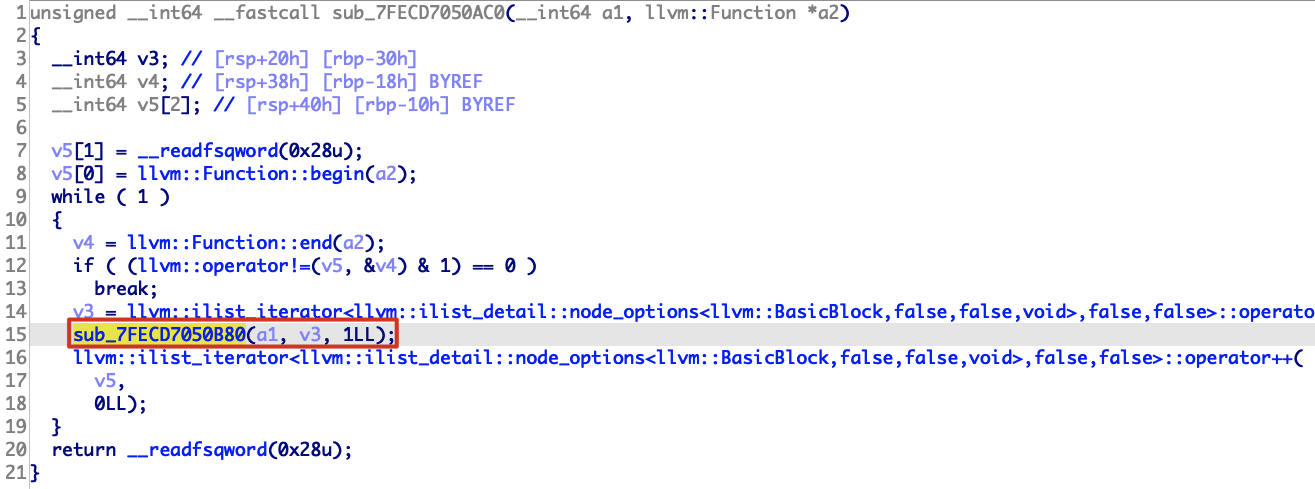 1 unsigned __int64 __fastcall sub_7FECD7050AC0(__int64 a1, llvm::Function *a2)
2 {
3 __int64 v3; // [rsp+20h] [rbp-30h]
4 __int64 v4; // [rsp+38h] [rbp-18h] BYREF
5 __int64 v5[2]; // [rsp+40h] [rbp-10h] BYREF
6
7 v5[1] = __readfsqword(0x28u);
8 v5[0] = llvm::Function::begin(a2);
9 while ( 1 )
10 {
11 v4 = llvm::Function::end(a2);
12 if ( (llvm::operator!=(v5, &v4) & 1) == 0 )
13 break;
14 v3 = llvm::ilist_iterator<llvm::ilist_detail::node_options<llvm::BasicBlock,false,false,void>,false,false>::operato
15 sub_7FECD7050B80(a1, v3, 1LL);
16 llvm::ilist_iterator<llvm::ilist_detail::node_options<llvm::BasicBlock,false,false,void>,false,false>::operator++(
17 v5,
18 0LL);
19 }
20 return __readfsqword(0x28u);
21 }